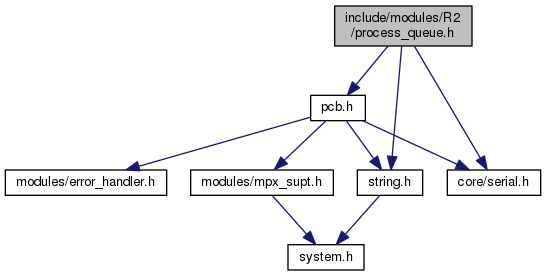 include/modules/R2
/process_queue.h
pcb.h
modules/error_handler.h
modules/mpx_supt.h
string.h
core/serial.h
system.h